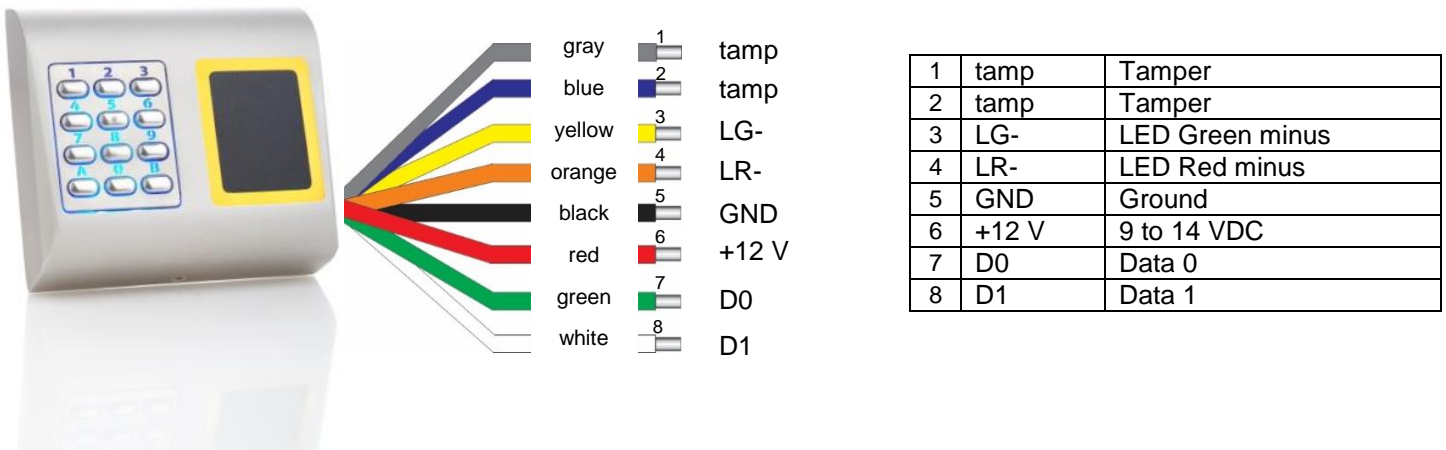 1 2 3
4 5 6
7 8 9
A 0 B
gray 1 tamp
blue 2 tamp
yellow 3 LG-
orange 4 LR-
black 5 GND
red 6 +12 V
green 7 D0
white 8 D1
1 tamp Tamper
2 tamp Tamper
3 LG- LED Green minus
4 LR- LED Red minus
5 GND Ground
6 +12 V 9 to 14 VDC
7 D0 Data 0
8 D1 Data 1